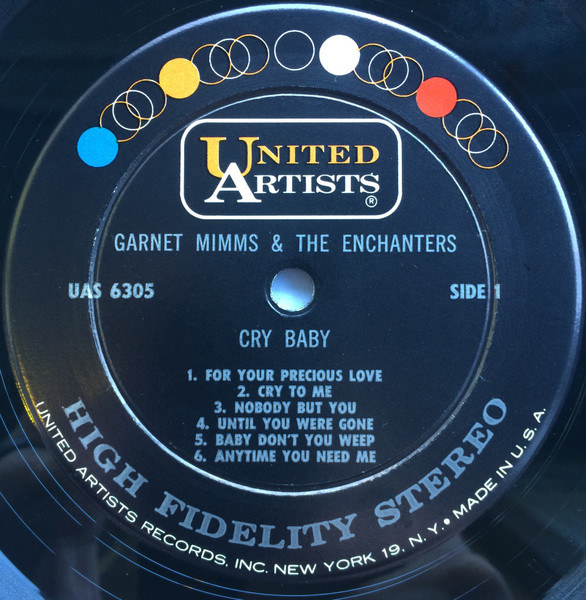 UNITED
ARTISTS®
GARNET MIMMS & THE ENCHANTERS
UAS 6305
SIDE 1
CRY BABY
1. FOR YOUR PRECIOUS LOVE
2. CRY TO ME
3. NOBODY BUT YOU
4. UNTIL YOU WERE GONE
5. BABY DON'T YOU WEEP
6. ANYTIME YOU NEED ME
HIGH FIDELITY STEREO
UNITED ARTISTS RECORDS, INC. NEW YORK 19, N.Y. • MADE IN U.S.A.